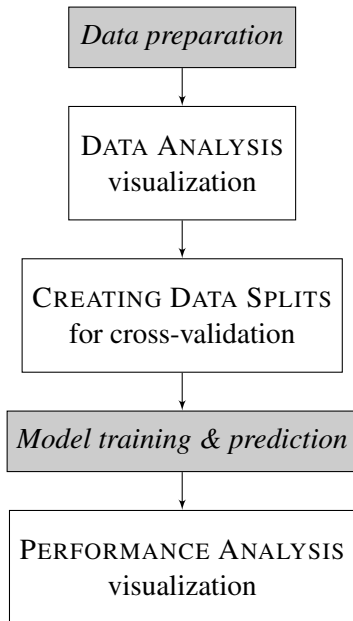 Data preparation
DATA ANALYSIS
visualization
CREATING DATA SPLITS
for cross-validation
Model training & prediction
PERFORMANCE ANALYSIS
visualization